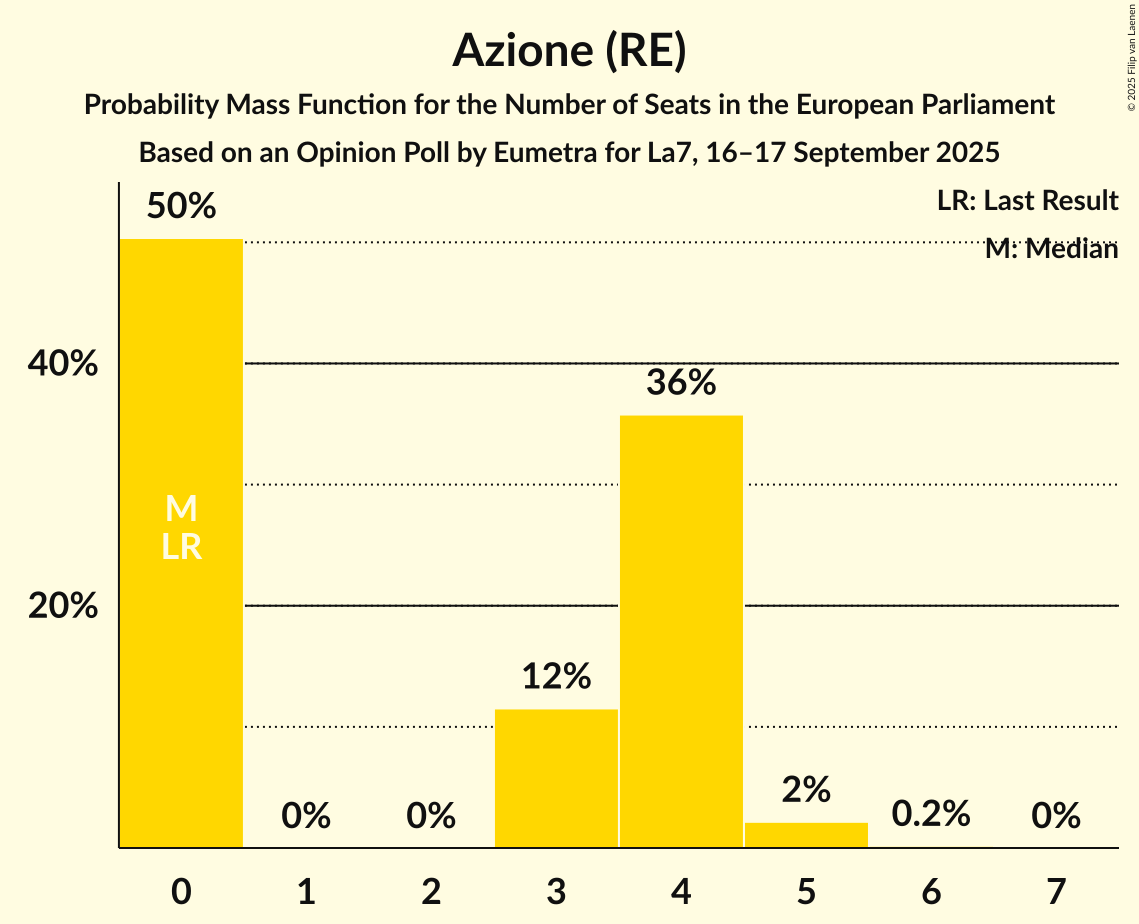 Azione (RE)
Probability Mass Function for the Number of Seats in the European Parliament
Based on an Opinion Poll by Eumetra for La7, 16–17 September 2025
© 2025 Filip van Laenen
LR: Last Result
M: Median
50%
40%
36%
M
LR
20%
12%
0%
0%
2%
0.2%
0%
0 1 2 3 4 5 6 7